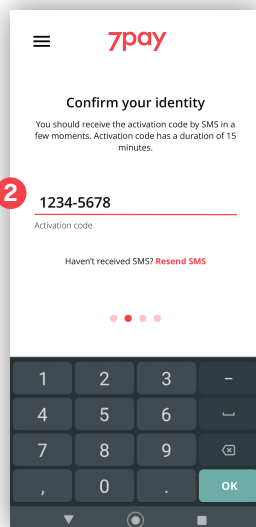 7pay
Confirm your identity
You should receive the activation code by SMS in a
few moments. Activation code has a duration of 15
minutes.
2
1234-5678
Activation code
Haven't received SMS? Resend SMS
1 2 3 –
4 5 6
7 8 9
, 0 . OK